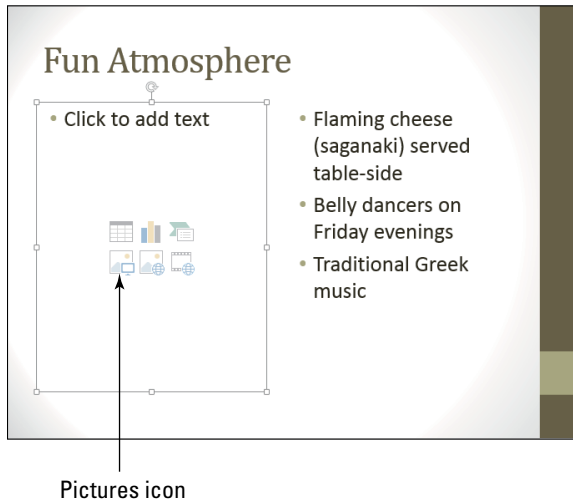 Fun Atmosphere
• Click to add text
• Flaming cheese
(saganaki) served
table-side
• Belly dancers on
Friday evenings
• Traditional Greek
music
Pictures icon